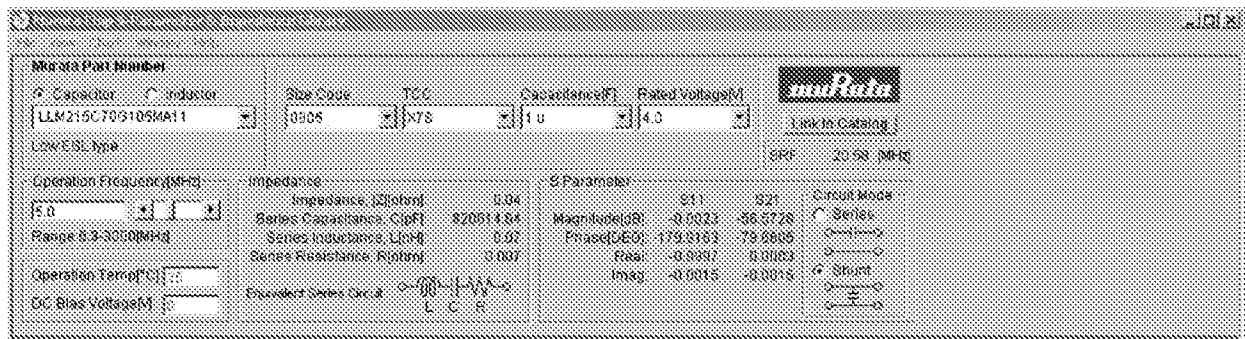 Murata Part Number
Capacitor Inductor
LLM215C70G105MA11
Low ESL type
Size Code TCC Capacitance[F] Rated Voltage[V]
0805 X7S 1 u 4.0
muRata
Link to Catalog
SRF 20.58 [MHz]
Operation Frequency[MHz]
5.0
Range 0.3-3000[MHz]
Operation Temp[°C]
DC Bias Voltage[V]
Impedance
Impedance, |Z|[ohm] 0.04
Series Capacitance, C[pF] 820614.84
Series Inductance, L[nH] 0.07
Series Resistance, R[ohm] 0.007
Equivalent Series Circuit
L C R
S Parameter
S11 S21
Magnitude[dB]: -0.0023 -56.5728
Phase[DEG]: -179.9163 -79.6805
Real: -0.9997 0.0003
Imag: -0.0015 -0.0015
Circuit Mode
Series
Shunt